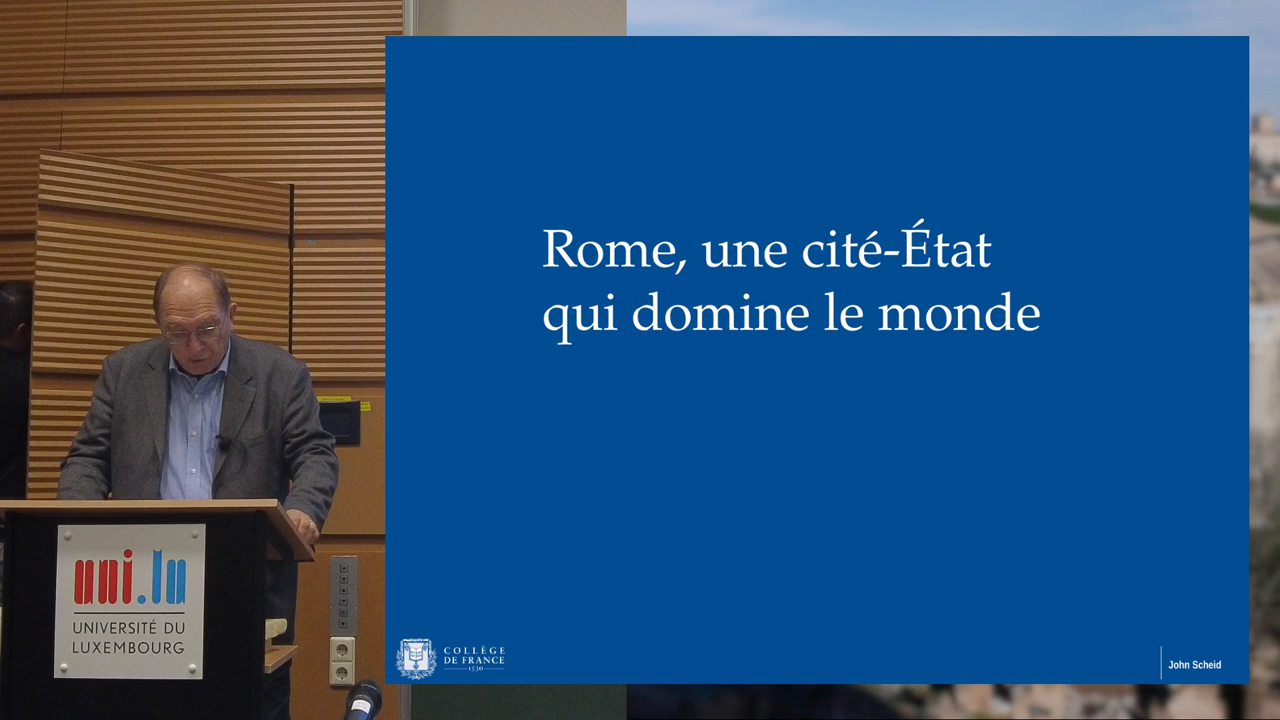 Rome, une cité-État
qui domine le monde
uni.lu
UNIVERSITÉ DU
LUXEMBOURG
COLLÈGE
DE FRANCE
1530
John Scheid